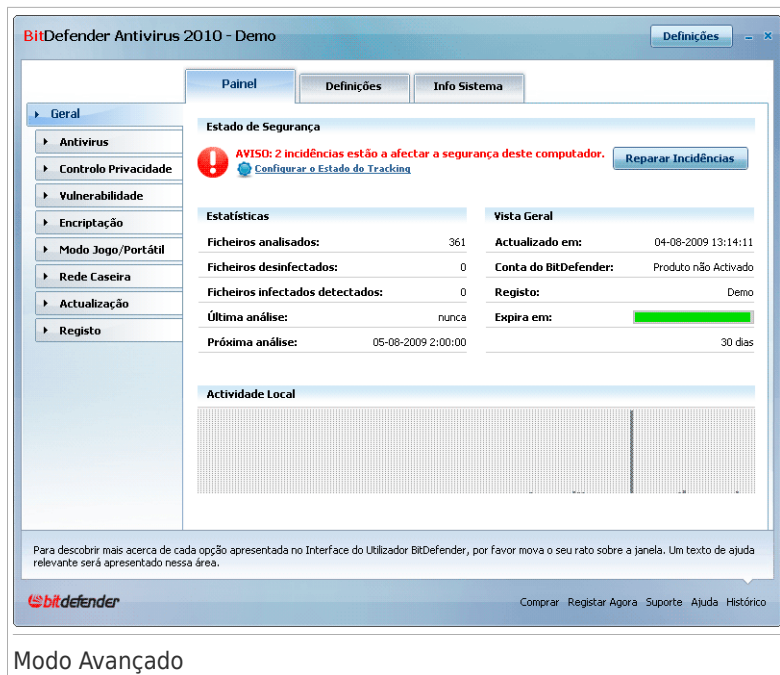 BitDefender Antivirus 2010 - Demo
Definições
Painel
Definições
Info Sistema
Geral
Antivirus
Controlo Privacidade
Vulnerabilidade
Encriptação
Modo Jogo/Portátil
Rede Caseira
Actualização
Registo
Estado de Segurança
AVISO: 2 incidências estão a afectar a segurança deste computador.
Configurar o Estado do Tracking
Reparar Incidências
Estatísticas
Ficheiros analisados: 361
Ficheiros desinfectados: 0
Ficheiros infectados detectados: 0
Última análise: nunca
Próxima análise: 05-08-2009 2:00:00
Vista Geral
Actualizado em: 04-08-2009 13:14:11
Conta do BitDefender: Produto não Activado
Registo: Demo
Expira em:
30 dias
Actividade Local
Para descobrir mais acerca de cada opção apresentada no Interface do Utilizador BitDefender, por favor mova o seu rato sobre a janela. Um texto de ajuda
relevante será apresentado nessa área.
bitdefender
Comprar Registar Agora Suporte Ajuda Histórico
Modo Avançado